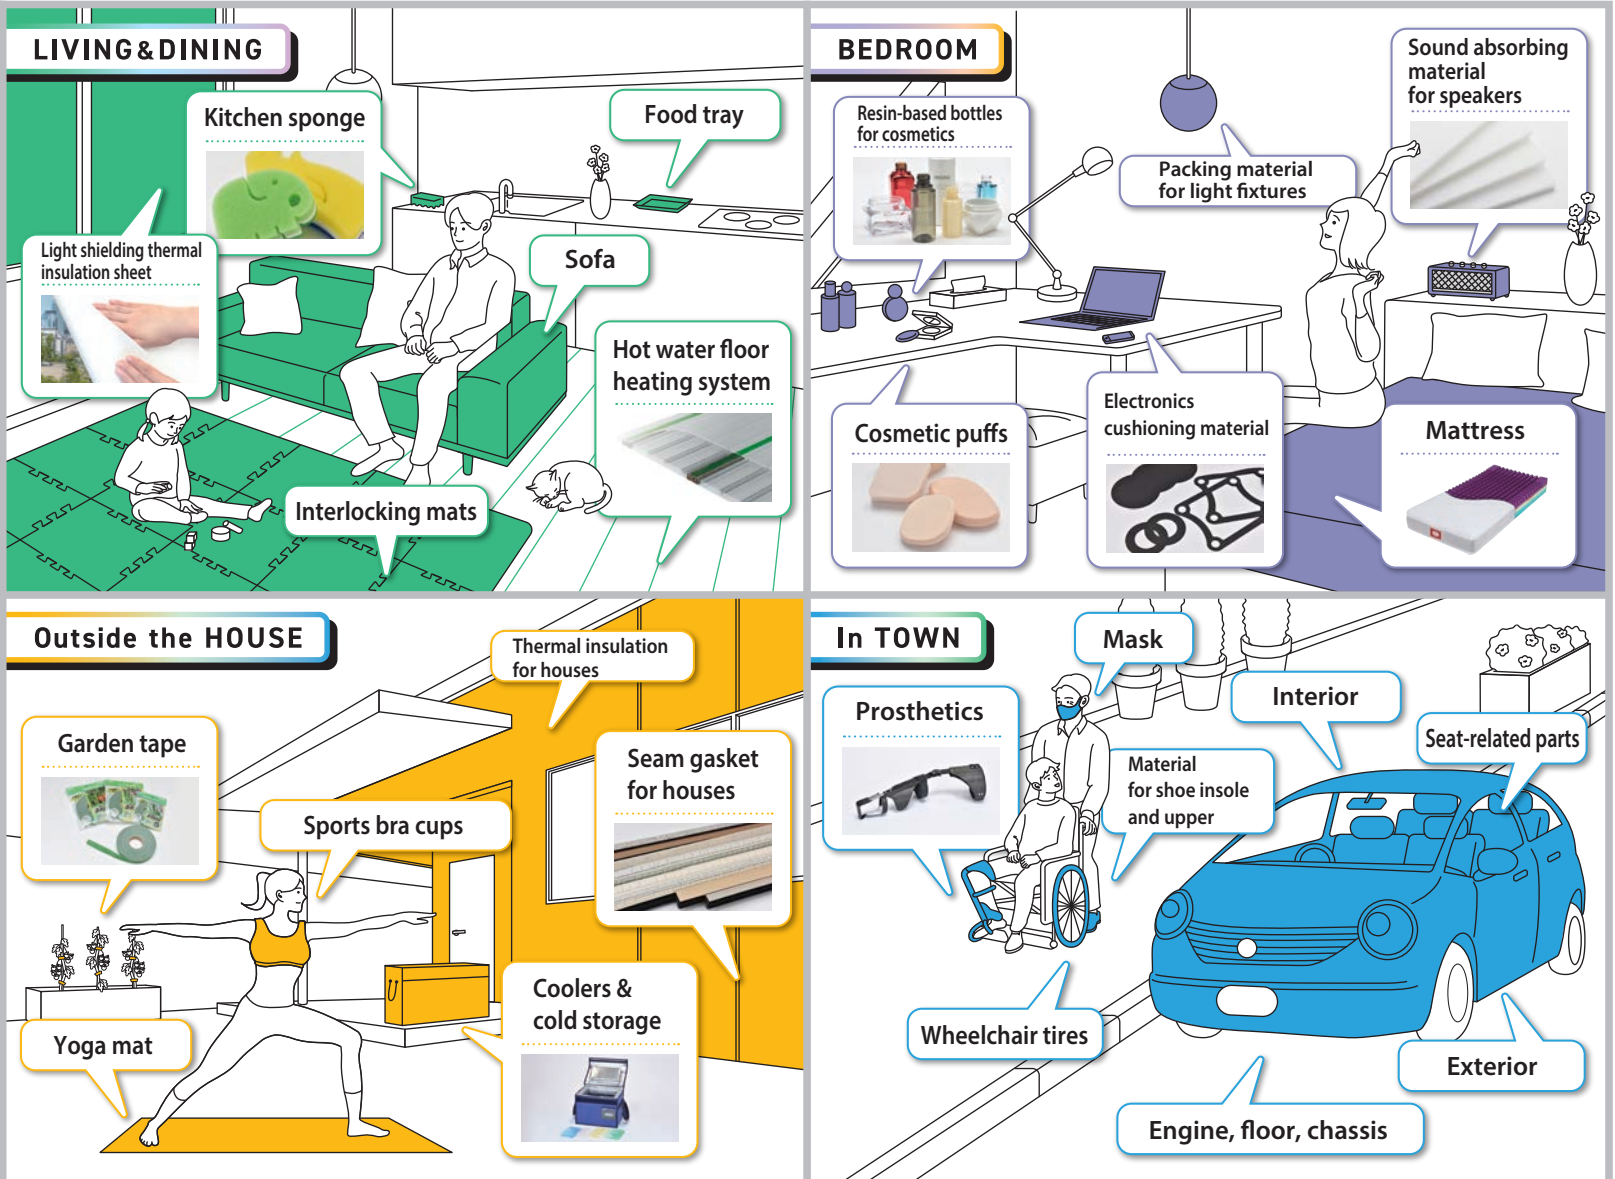 LIVING&DINING
Kitchen sponge
Food tray
Light shielding thermal
insulation sheet
Sofa
Hot water floor
heating system
Interlocking mats
BEDROOM
Sound absorbing
material
for speakers
Resin-based bottles
for cosmetics
Packing material
for light fixtures
Cosmetic puffs
Electronics
cushioning material
Mattress
Outside the HOUSE
Thermal insulation
for houses
Garden tape
Seam gasket
for houses
Sports bra cups
Coolers &
cold storage
Yoga mat
In TOWN
Mask
Prosthetics
Interior
Seat-related parts
Material
for shoe insole
and upper
Wheelchair tires
Exterior
Engine, floor, chassis